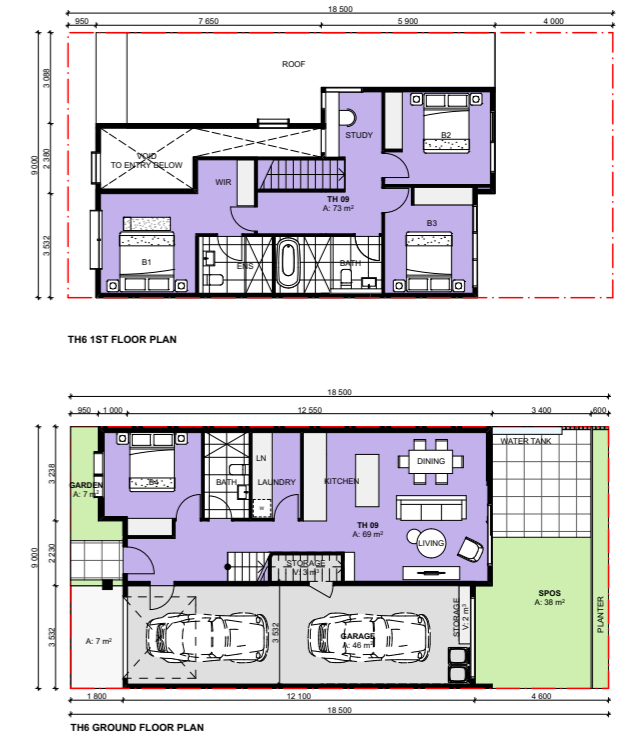 18 500
950
7 650
5 900
4 000
3 088
ROOF
STUDY
B2
9 000
2 380
VOID
TO ENTRY BELOW
WIR
TH 09
A: 73 m²
B3
3 532
B1
ENS
BATH
TH6 1ST FLOOR PLAN
18 500
950
1 000
12 550
3 400
600
WATER TANK
3 238
LN
DINING
GARDEN
A: 7 m²
B4
BATH
LAUNDRY
KITCHEN
W
TH 09
A: 69 m²
9 000
2 230
LIVING
STORAGE
V: 3 m³
SPOS
A: 38 m²
PLANTER
3 532
A: 7 m²
3 532
GARAGE
A: 46 m²
STORAGE
V: 2 m³
1 800
12 100
4 600
18 500
TH6 GROUND FLOOR PLAN